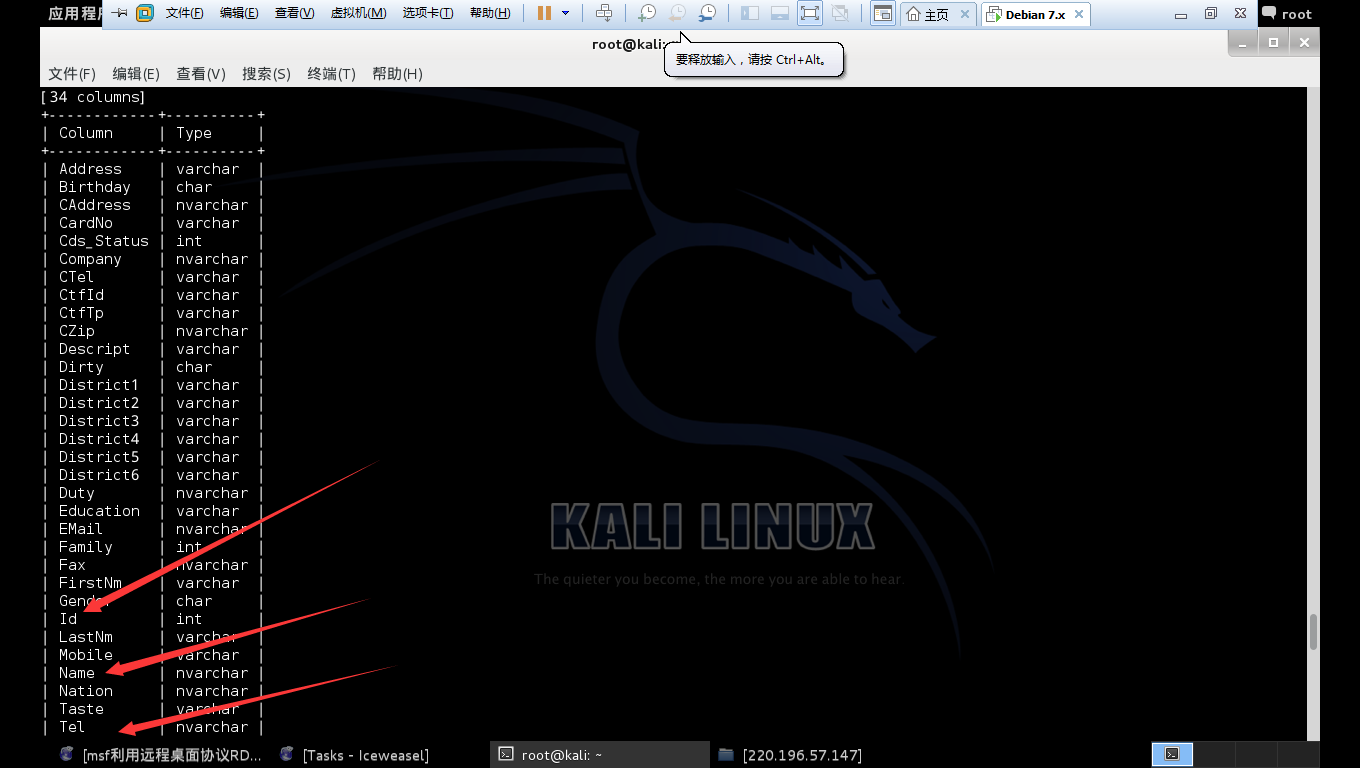 应用程序 文件(F) 编辑(E) 查看(V) 虚拟机(M) 选项卡(T) 帮助(H) 主页 Debian 7.x root
root@kali:
要释放输入，请按 Ctrl+Alt。
文件(F) 编辑(E) 查看(V) 搜索(S) 终端(T) 帮助(H)
[34 columns]
+------------+----------+
| Column | Type |
+------------+----------+
| Address | varchar |
| Birthday | char |
| CAddress | nvarchar |
| CardNo | varchar |
| Cds_Status | int |
| Company | nvarchar |
| CTel | varchar |
| CtfId | varchar |
| CtfTp | varchar |
| CZip | nvarchar |
| Descript | varchar |
| Dirty | char |
| District1 | varchar |
| District2 | varchar |
| District3 | varchar |
| District4 | varchar |
| District5 | varchar |
| District6 | varchar |
| Duty | nvarchar |
| Education | varchar |
| EMail | nvarchar |
| Family | int |
| Fax | nvarchar |
| FirstNm | varchar |
| Gender | char |
| Id | int |
| LastNm | varchar |
| Mobile | varchar |
| Name | nvarchar |
| Nation | nvarchar |
| Taste | varchar |
| Tel | nvarchar |
KALI LINUX
The quieter you become, the more you are able to hear.
[msf利用远程桌面协议RD... [Tasks - Iceweasel] root@kali: ~ [220.196.57.147]